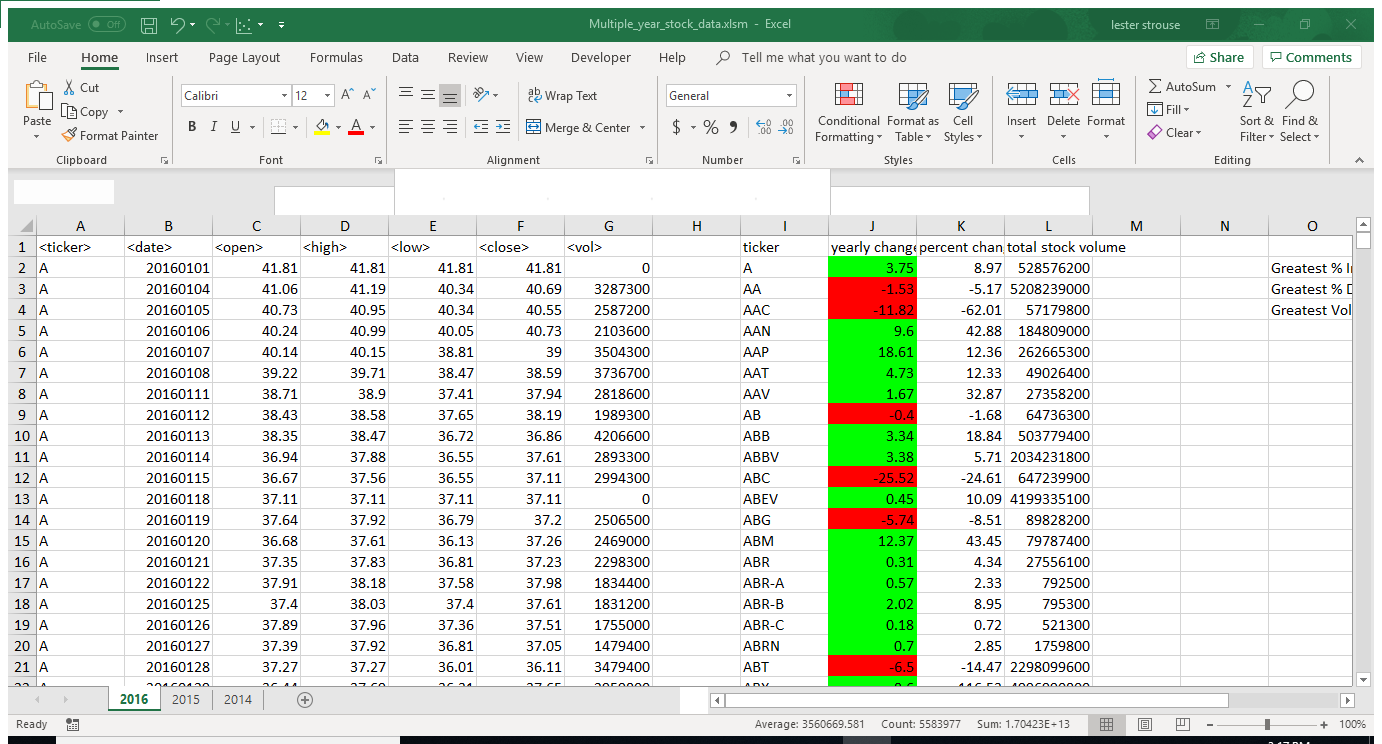 AutoSave Off Multiple_year_stock_data.xlsm - Excel lester strouse
File Home Insert Page Layout Formulas Data Review View Developer Help Tell me what you want to do Share Comments
Paste Cut Copy Format Painter Clipboard
Calibri 12 A A B I U A Font
ab Wrap Text Merge & Center Alignment
General $ % , Number
Conditional Formatting Format as Table Cell Styles Styles
Insert Delete Format Cells
AutoSum Fill Clear Sort & Filter Find & Select Editing
A B C D E F G H I J K L M N O
1 <ticker> <date> <open> <high> <low> <close> <vol> ticker yearly change percent chan total stock volume
2 A 20160101 41.81 41.81 41.81 41.81 0 A 3.75 8.97 528576200 Greatest % I
3 A 20160104 41.06 41.19 40.34 40.69 3287300 AA -1.53 -5.17 5208239000 Greatest % D
4 A 20160105 40.73 40.95 40.34 40.55 2587200 AAC -11.82 -62.01 57179800 Greatest Vol
5 A 20160106 40.24 40.99 40.05 40.73 2103600 AAN 9.6 42.88 184809000
6 A 20160107 40.14 40.15 38.81 39 3504300 AAP 18.61 12.36 262665300
7 A 20160108 39.22 39.71 38.47 38.59 3736700 AAT 4.73 12.33 49026400
8 A 20160111 38.71 38.9 37.41 37.94 2818600 AAV 1.67 32.87 27358200
9 A 20160112 38.43 38.58 37.65 38.19 1989300 AB -0.4 -1.68 64736300
10 A 20160113 38.35 38.47 36.72 36.86 4206600 ABB 3.34 18.84 503779400
11 A 20160114 36.94 37.88 36.55 37.61 2893300 ABBV 3.38 5.71 2034231800
12 A 20160115 36.67 37.56 36.55 37.11 2994300 ABC -25.52 -24.61 647239900
13 A 20160118 37.11 37.11 37.11 37.11 0 ABEV 0.45 10.09 4199335100
14 A 20160119 37.64 37.92 36.79 37.2 2506500 ABG -5.74 -8.51 89828200
15 A 20160120 36.68 37.61 36.13 37.26 2469000 ABM 12.37 43.45 79787400
16 A 20160121 37.35 37.83 36.81 37.23 2298300 ABR 0.31 4.34 27556100
17 A 20160122 37.91 38.18 37.58 37.98 1834400 ABR-A 0.57 2.33 792500
18 A 20160125 37.4 38.03 37.4 37.61 1831200 ABR-B 2.02 8.95 795300
19 A 20160126 37.89 37.96 37.36 37.51 1755000 ABR-C 0.18 0.72 521300
20 A 20160127 37.39 37.92 36.81 37.05 1479400 ABRN 0.7 2.85 1759800
21 A 20160128 37.27 37.27 36.01 36.11 3479400 ABT -6.5 -14.47 2298099600
2016 2015 2014
Ready Average: 3560669.581 Count: 5583977 Sum: 1.70423E+13 100%